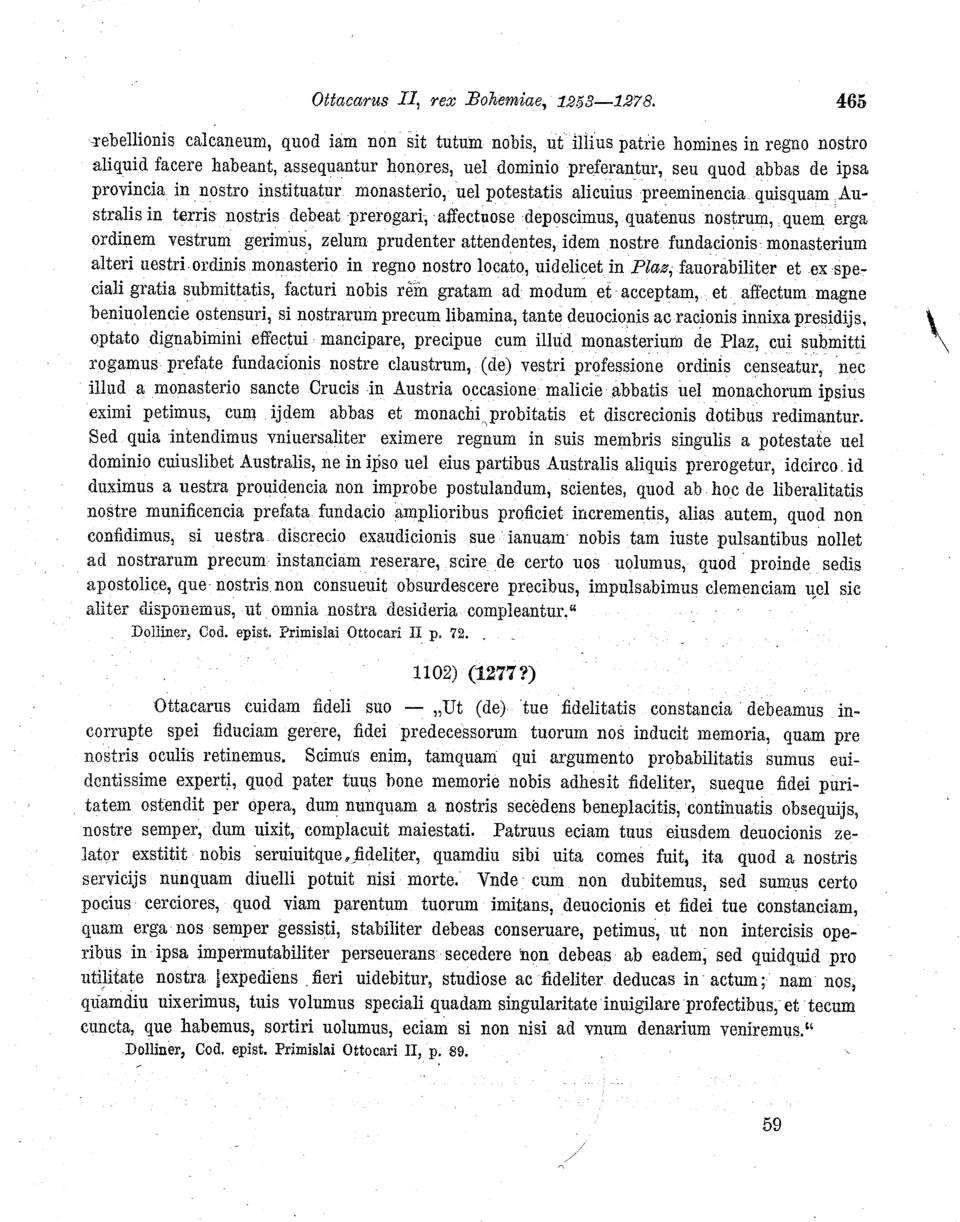 Ottacarus II, rex Bohemiae, 1253—1278. 465
rebellionis calcaneum, quod iam non sit tutum nobis, ut illius patrie homines in regno nostro
aliquid facere habeant, assequantur honores, uel dominio preferantur, seu quod abbas de ipsa
provincia in nostro instituatur monasterio, uel potestatis alicuius preeminencia quisquam Au-
stralis in terris nostris debeat prerogari, affectuose deposcimus, quatenus nostrum, quem erga
ordinem vestrum gerimus, zelum prudenter attendentes, idem nostre fundacionis monasterium
alteri uestri ordinis monasterio in regno nostro locato, uidelicet in Plaz, fauorabiliter et ex spe-
ciali gratia submittatis, facturi nobis rem gratam ad modum et acceptam, et affectum magne
beniuolencie ostensuri, si nostrarum precum libamina, tante deuocionis ac racionis innixa presidijs,
optato dignabimini effectui mancipare, precipue cum illud monasterium de Plaz, cui submitti
rogamus prefate fundacionis nostre claustrum, (de) vestri professione ordinis censeatur, nec
illud a monasterio sancte Crucis in Austria occasione malicie abbatis uel monachorum ipsius
eximi petimus, cum ijdem abbas et monachi probitatis et discrecionis dotibus redimantur.
Sed quia intendimus vniuersaliter eximere regnum in suis membris singulis a potestate uel
dominio cuiuslibet Australis, ne in ipso uel eius partibus Australis aliquis prerogetur, idcirco id
duximus a uestra prouidencia non improbe postulandum, scientes, quod ab hoc de liberalitatis
nostre munificencia prefata fundacio amplioribus proficiet incrementis, alias autem, quod non
confidimus, si uestra discrecio exaudicionis sue ianuam nobis tam iuste pulsantibus nollet
ad nostrarum precum instanciam reserare, scire de certo uos uolumus, quod proinde sedis
apostolice, que nostris non consueuit obsurdescere precibus, impulsabimus clemenciam uel sic
aliter disponemus, ut omnia nostra desideria compleantur.“
Dolliner, Cod. epist. Primislai Ottocari II p. 72.
1102) (1277?)
Ottacarus cuidam fideli suo — „Ut (de) tue fidelitatis constancia debeamus in-
corrupte spei fiduciam gerere, fidei predecessorum tuorum nos inducit memoria, quam pre
nostris oculis retinemus. Scimus enim, tamquam qui argumento probabilitatis sumus eui-
dentissime experti, quod pater tuus bone memorie nobis adhesit fideliter, sueque fidei puri-
tatem ostendit per opera, dum nunquam a nostris secedens beneplacitis, continuatis obsequijs,
nostre semper, dum uixit, complacuit maiestati. Patruus eciam tuus eiusdem deuocionis ze-
lator exstitit nobis seruiuitque fideliter, quamdiu sibi uita comes fuit, ita quod a nostris
servicijs nunquam diuelli potuit nisi morte. Vnde cum non dubitemus, sed sumus certo
pocius cerciores, quod viam parentum tuorum imitans, deuocionis et fidei tue constanciam,
quam erga nos semper gessisti, stabiliter debeas conseruare, petimus, ut non intercisis ope-
ribus in ipsa impermutabiliter perseuerans secedere non debeas ab eadem, sed quidquid pro
utilitate nostra expediens fieri uidebitur, studiose ac fideliter deducas in actum; nam nos,
quamdiu uixerimus, tuis volumus speciali quadam singularitate inuigilare profectibus, et tecum
cuncta, que habemus, sortiri uolumus, eciam si non nisi ad vnum denarium veniremus.“
Dolliner, Cod. epist. Primislai Ottocari II, p. 89.
59